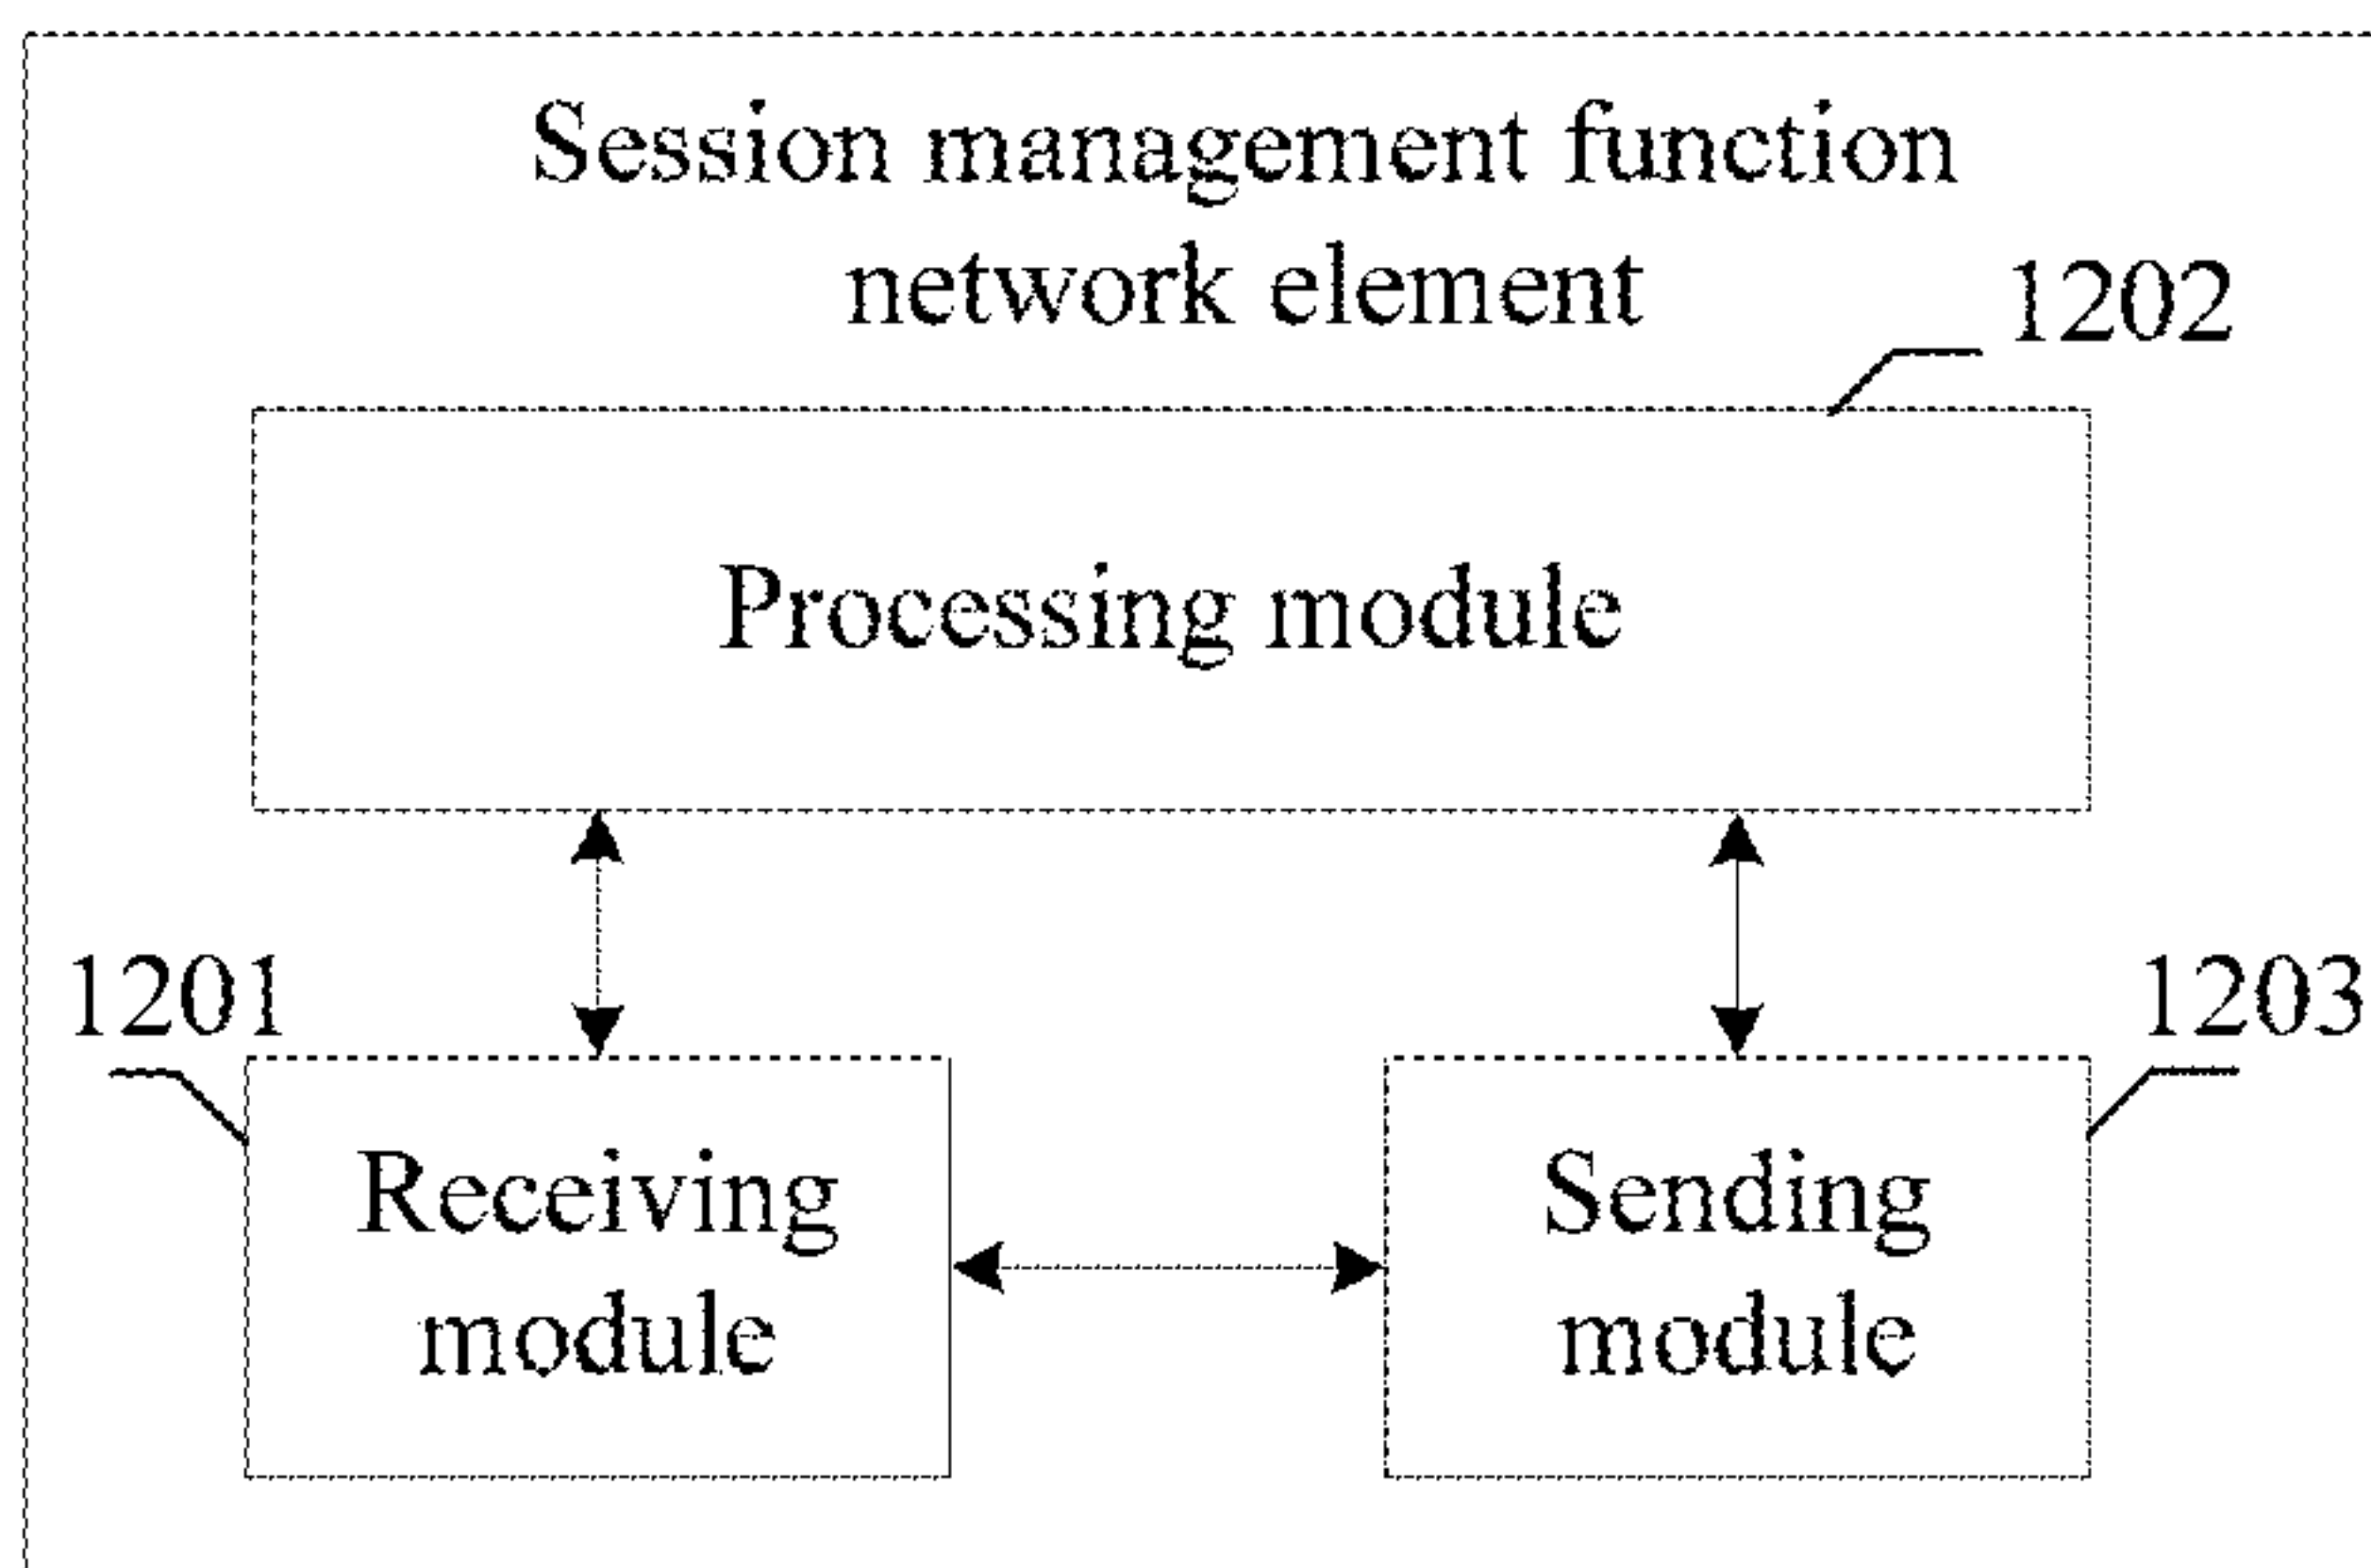 Session management function
network element
1202
Processing module
1201
1203
Receiving
module
Sending
module